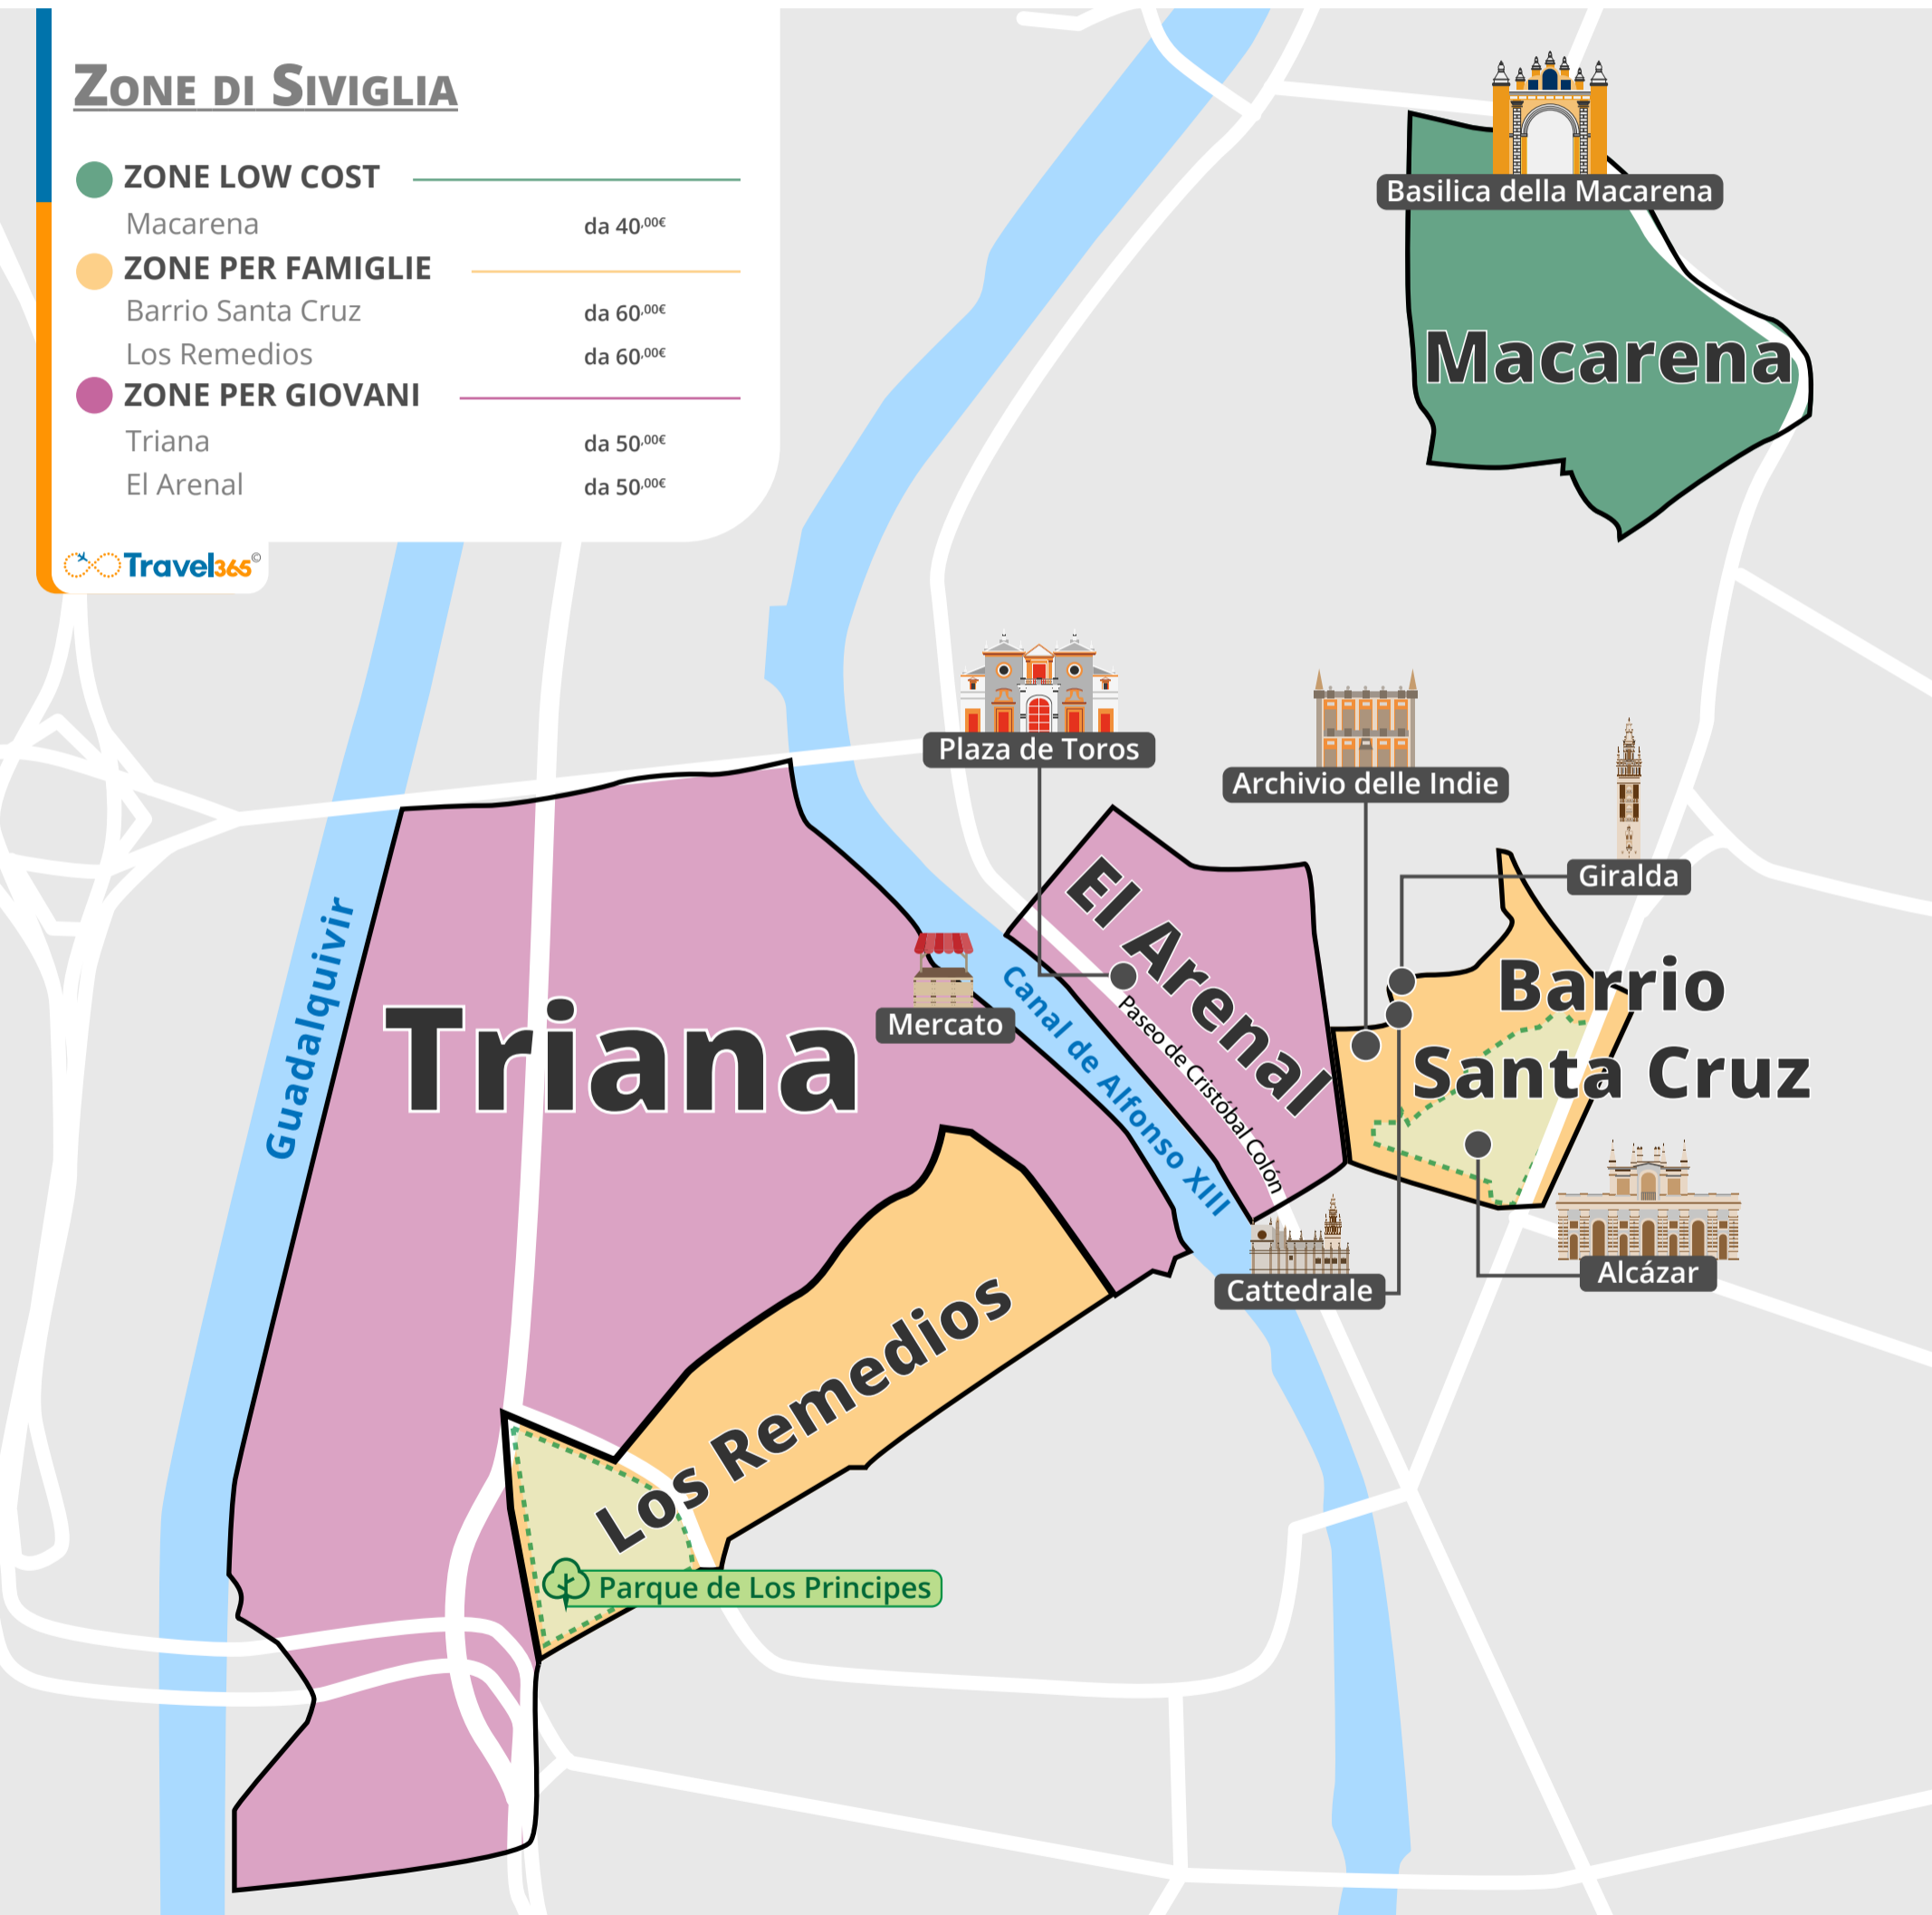 ZONE DI SIVIGLIA
ZONE LOW COST
Macarena da 40,00€
ZONE PER FAMIGLIE
Barrio Santa Cruz da 60,00€
Los Remedios da 60,00€
ZONE PER GIOVANI
Triana da 50,00€
El Arenal da 50,00€
Travel365©
Basilica della Macarena
Macarena
Plaza de Toros
Archivio delle Indie
Giralda
El Arenal
Barrio
Santa Cruz
Guadalquivir
Triana
Mercato
Canal de Alfonso XIII
Paseo de Cristóbal Colón
Cattedrale
Alcázar
Los Remedios
Parque de Los Principes